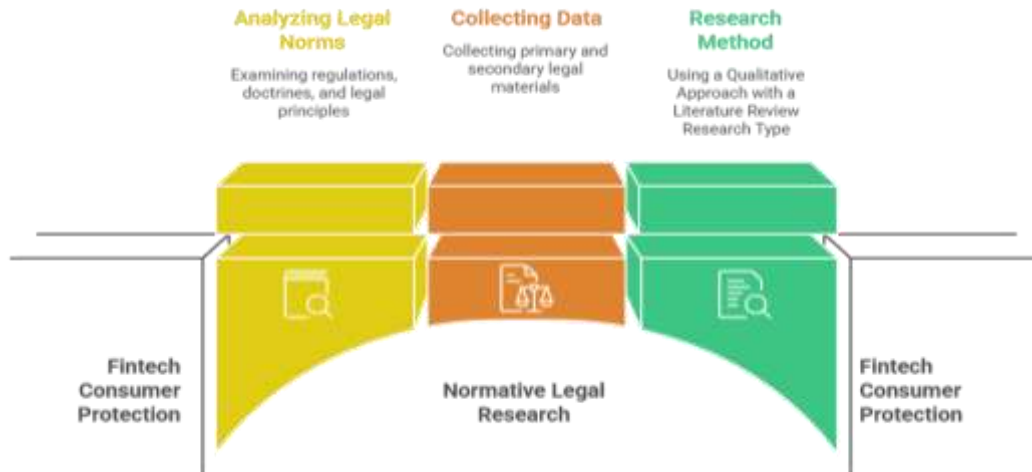 Analyzing Legal
Norms
Examining regulations,
doctrines, and legal
principles
Collecting Data
Collecting primary and
secondary legal
materials
Research
Method
Using a Qualitative
Approach with a
Literature Review
Research Type
Fintech
Consumer
Protection
Normative Legal
Research
Fintech
Consumer
Protection